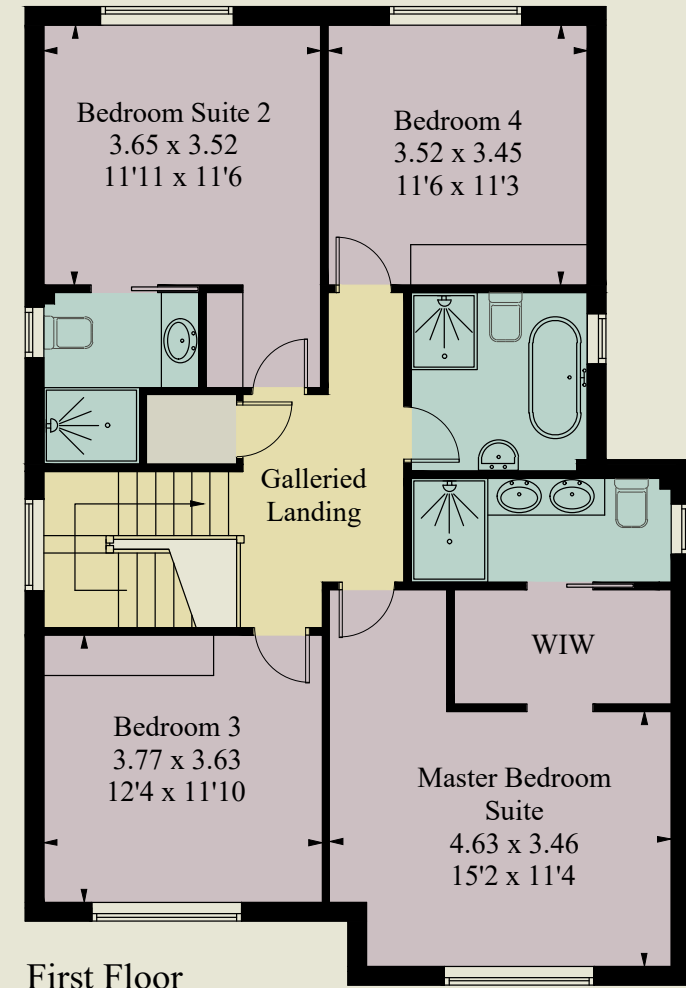 Bedroom Suite 2
3.65 x 3.52
11'11 x 11'6
Bedroom 4
3.52 x 3.45
11'6 x 11'3
Galleried
Landing
WIW
Bedroom 3
3.77 x 3.63
12'4 x 11'10
Master Bedroom
Suite
4.63 x 3.46
15'2 x 11'4
First Floor